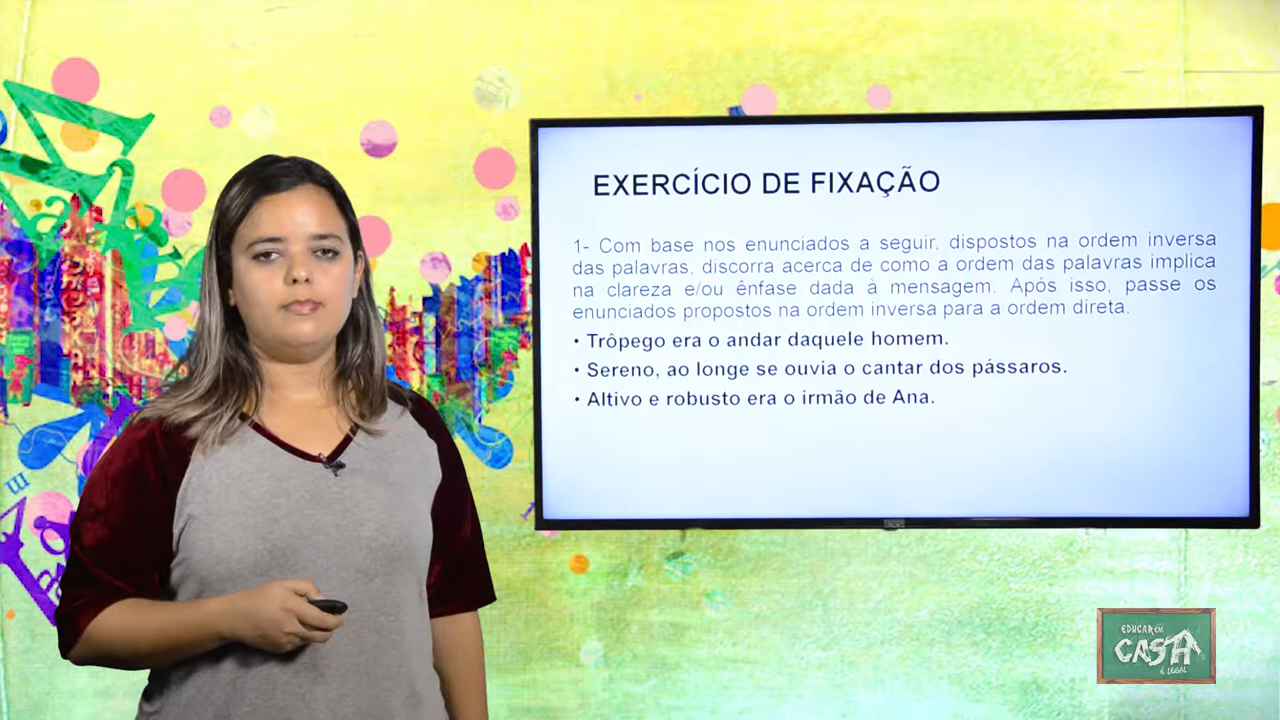 EXERCÍCIO DE FIXAÇÃO
1- Com base nos enunciados a seguir, dispostos na ordem inversa
das palavras, discorra acerca de como a ordem das palavras implica
na clareza e/ou ênfase dada à mensagem. Após isso, passe os
enunciados propostos na ordem inversa para a ordem direta.
• Trôpego era o andar daquele homem.
• Sereno, ao longe se ouvia o cantar dos pássaros.
• Altivo e robusto era o irmão de Ana.
EDUCAR EM
CASA
É LEGAL